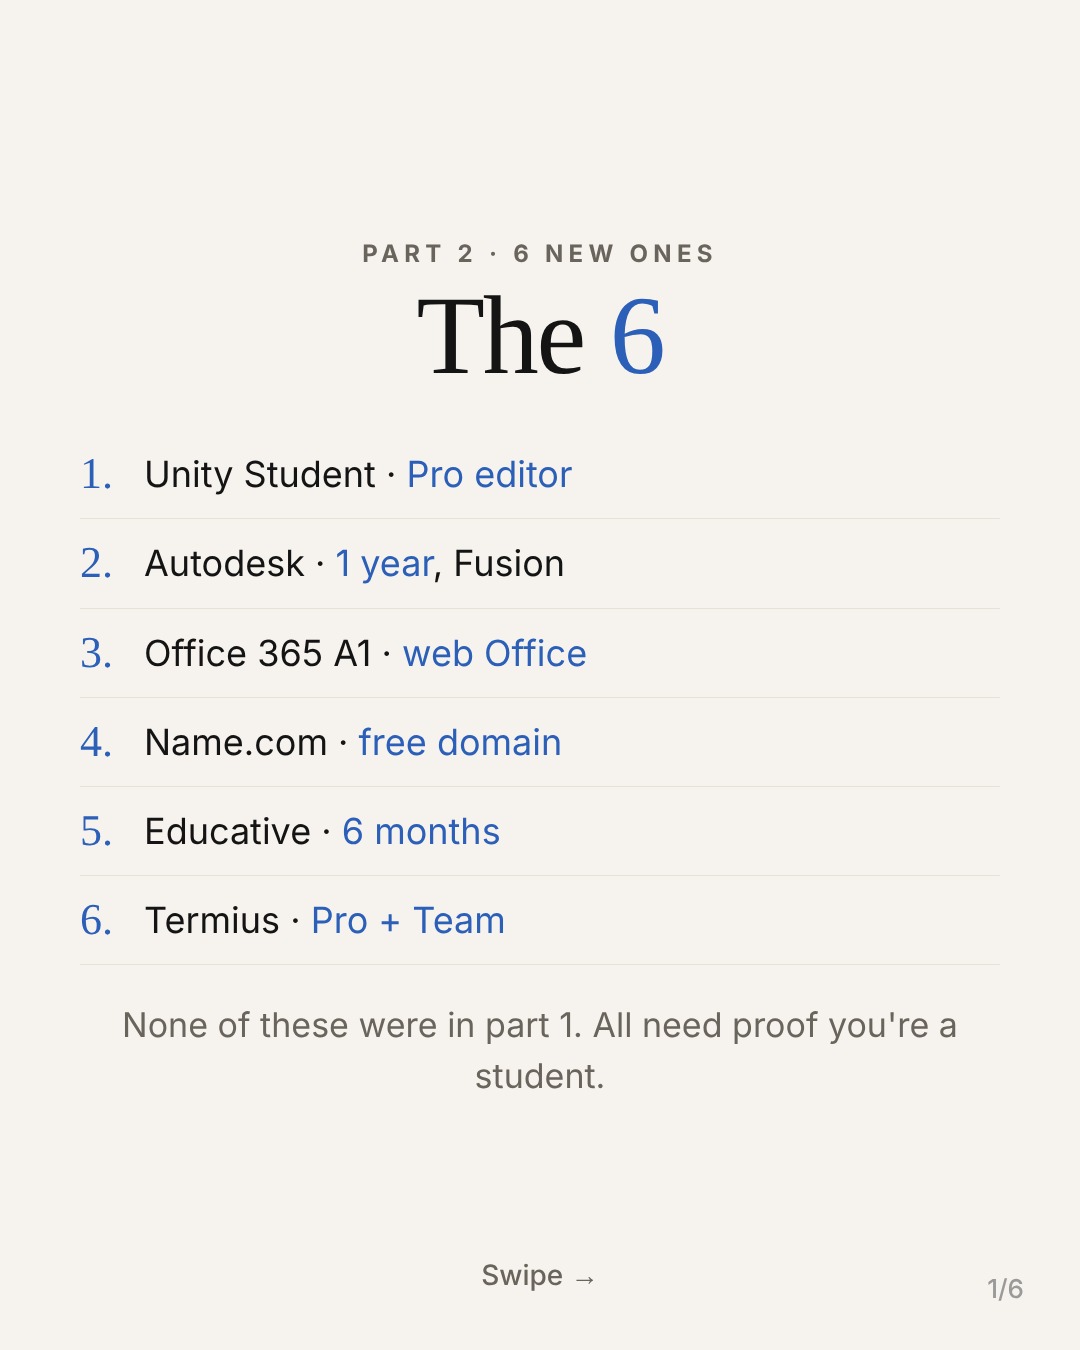 PART 2 · 6 NEW ONES
The 6
1. Unity Student · Pro editor
2. Autodesk · 1 year, Fusion
3. Office 365 A1 · web Office
4. Name.com · free domain
5. Educative · 6 months
6. Termius · Pro + Team
None of these were in part 1. All need proof you're a
student.
Swipe →
1/6